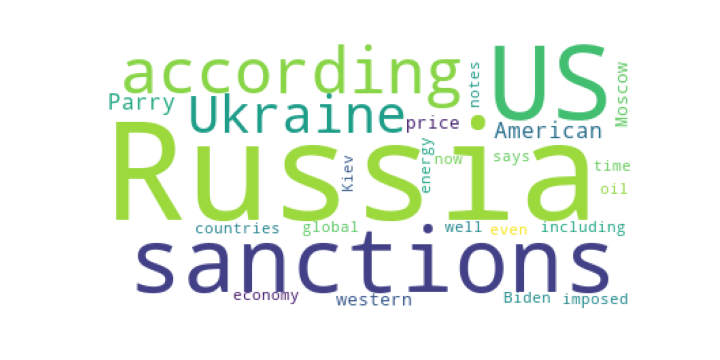 according
US
notes
Moscow
Parry
Ukraine
price
American
Russia
Kiev
energy
now
says
time
oil
countries
global
well
even
including
sanctions
economy
western
Biden
imposed